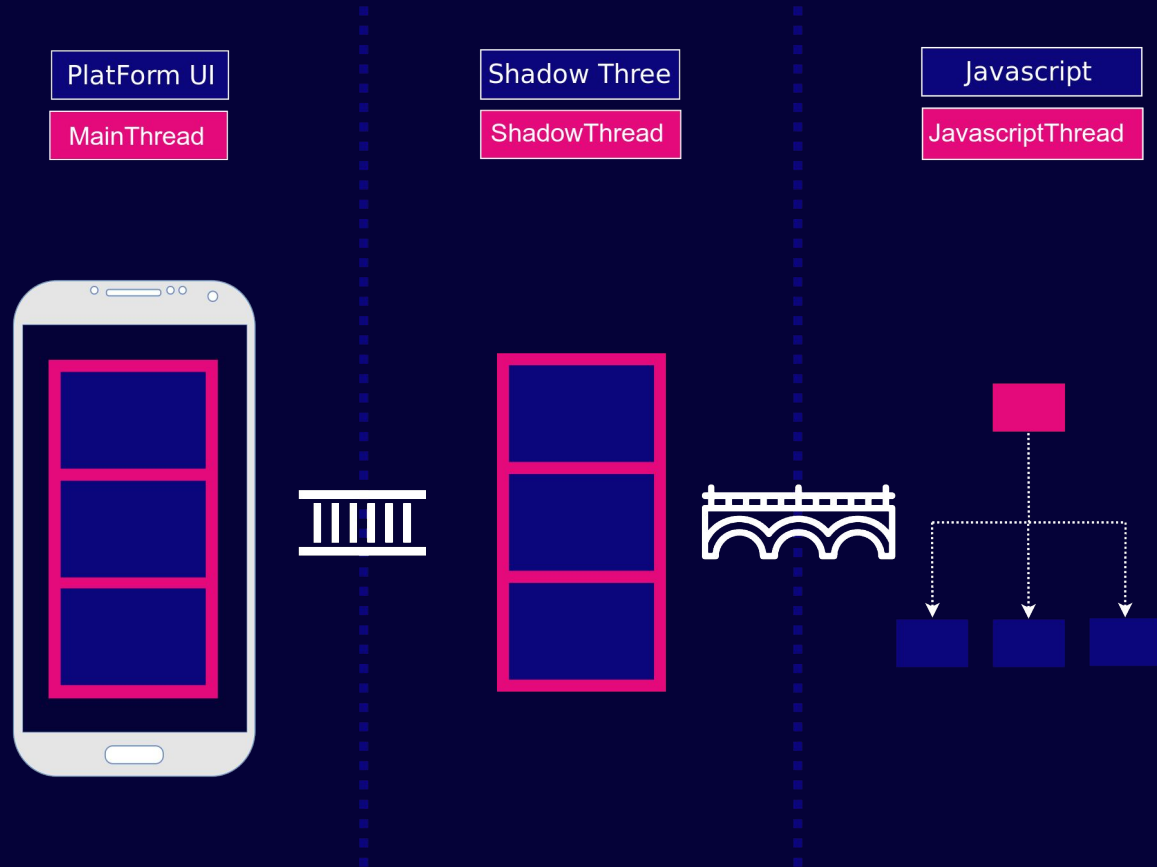 PlatForm UI
MainThread
Shadow Three
ShadowThread
Javascript
JavascriptThread